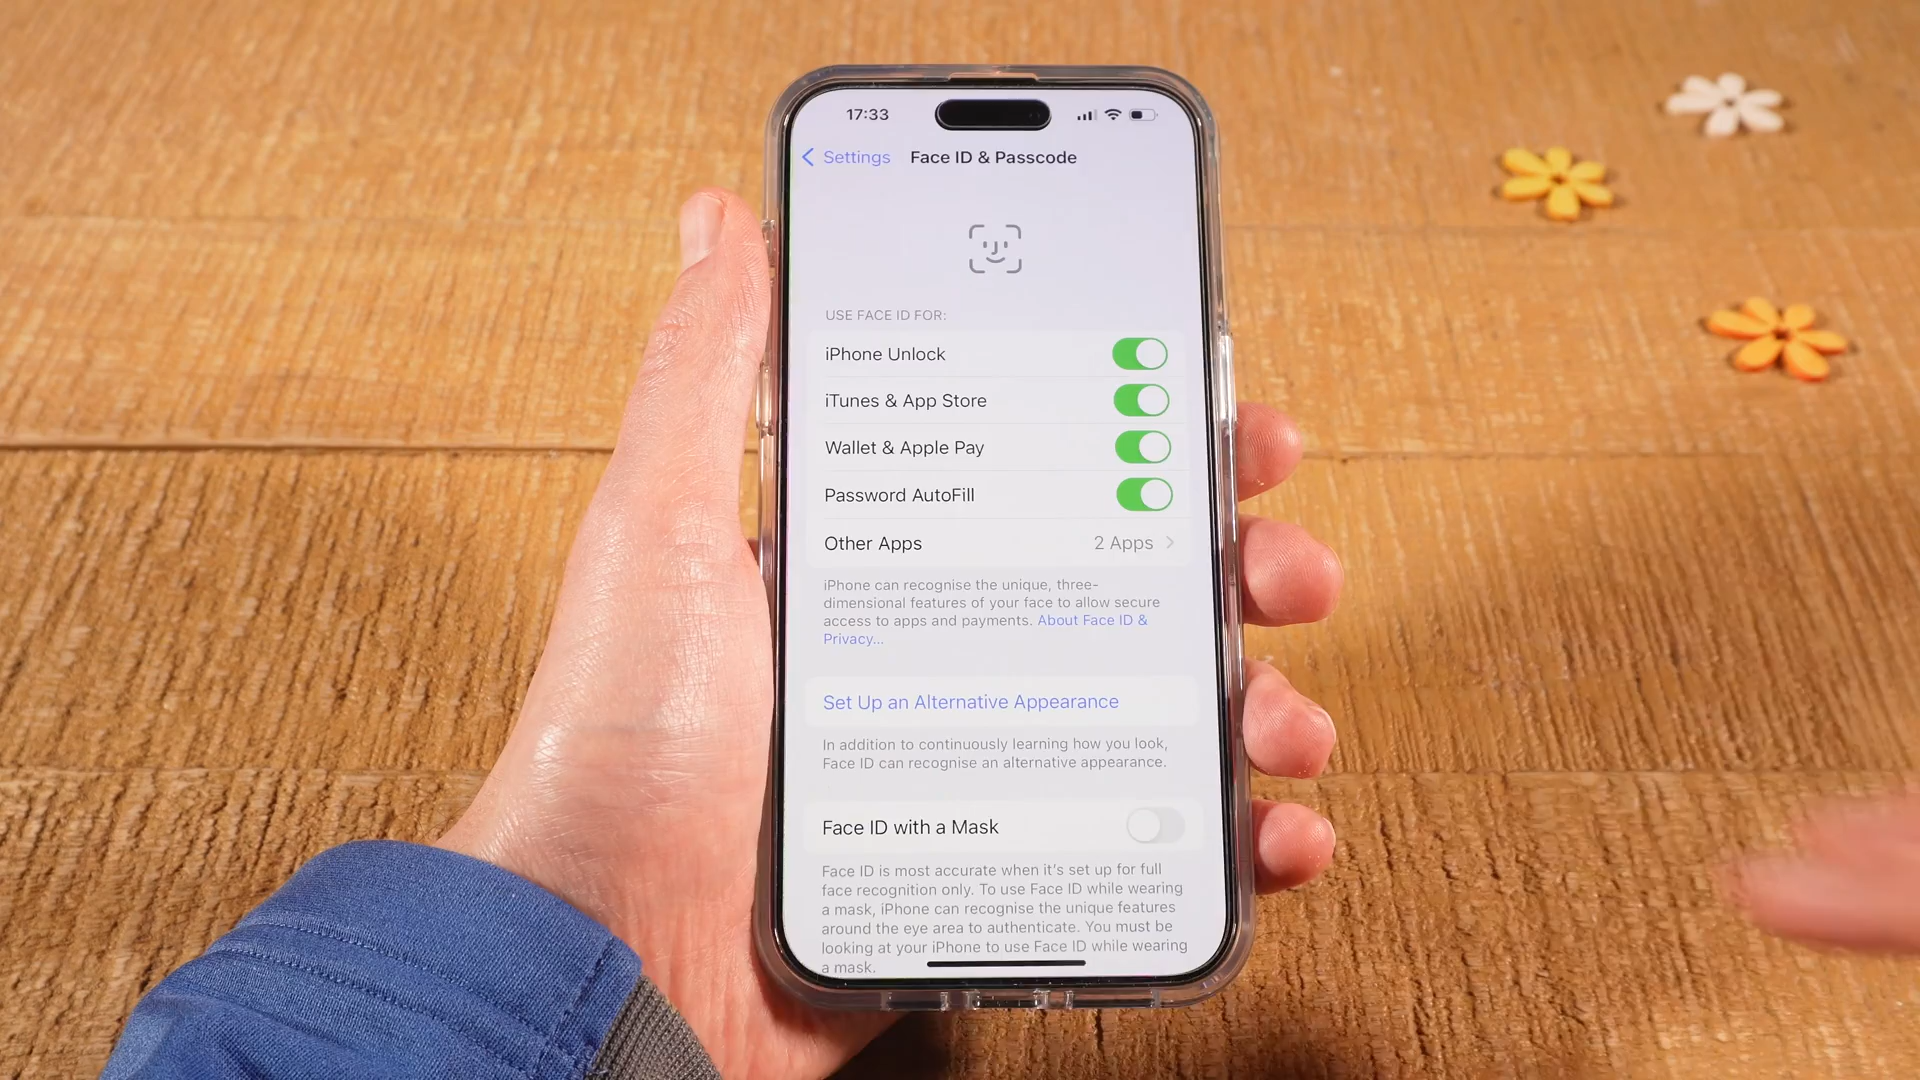 17:33
Settings Face ID & Passcode
USE FACE ID FOR:
iPhone Unlock
iTunes & App Store
Wallet & Apple Pay
Password AutoFill
Other Apps 2 Apps
iPhone can recognise the unique, three-
dimensional features of your face to allow secure
access to apps and payments. About Face ID &
Privacy...
Set Up an Alternative Appearance
In addition to continuously learning how you look,
Face ID can recognise an alternative appearance.
Face ID with a Mask
Face ID is most accurate when it's set up for full
face recognition only. To use Face ID while wearing
a mask, iPhone can recognise the unique features
around the eye area to authenticate. You must be
looking at your iPhone to use Face ID while wearing
a mask.